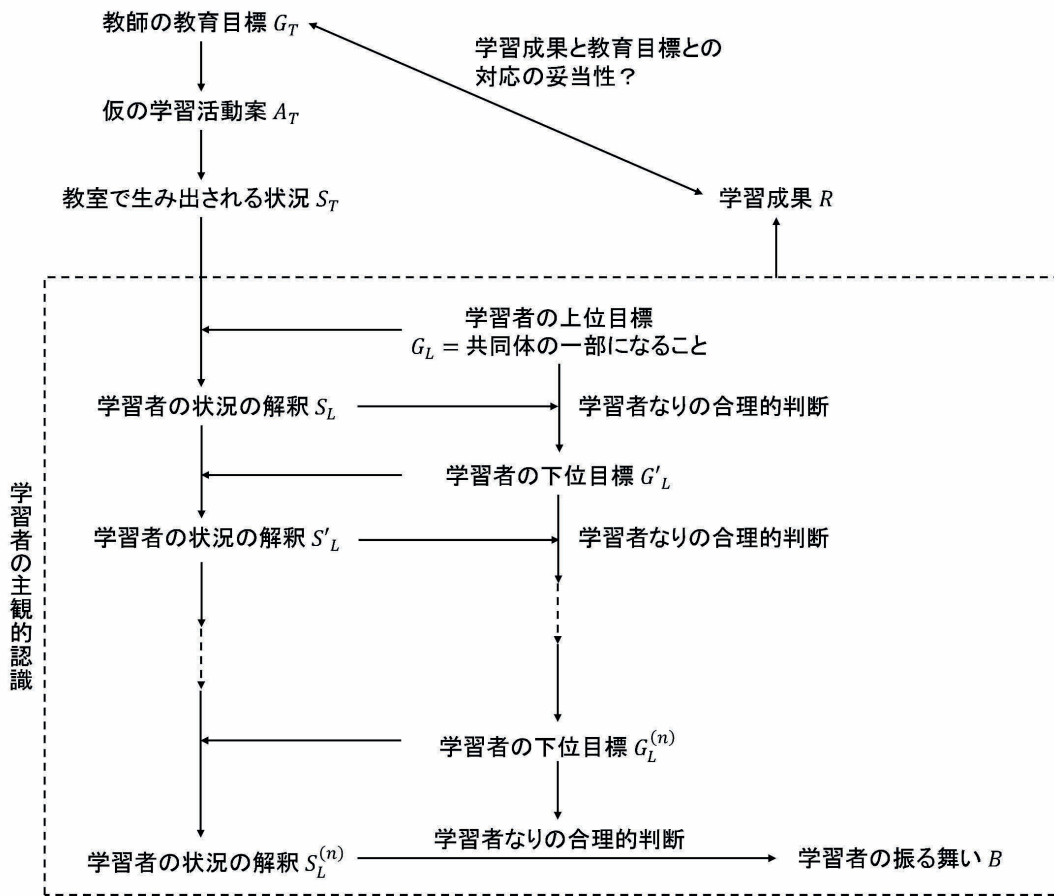 教師の教育目標 G_T
学習成果と教育目標との
対応の妥当性？
仮の学習活動案 A_T
教室で生み出される状況 S_T
学習成果 R
学習者の上位目標
G_L = 共同体の一部になること
学習者の状況の解釈 S_L
学習者なりの合理的判断
学習者の下位目標 G'_L
学習者の状況の解釈 S'_L
学習者なりの合理的判断
学習者の主観的認識
学習者の下位目標 G_L^(n)
学習者なりの合理的判断
学習者の状況の解釈 S_L^(n)
学習者の振る舞い B